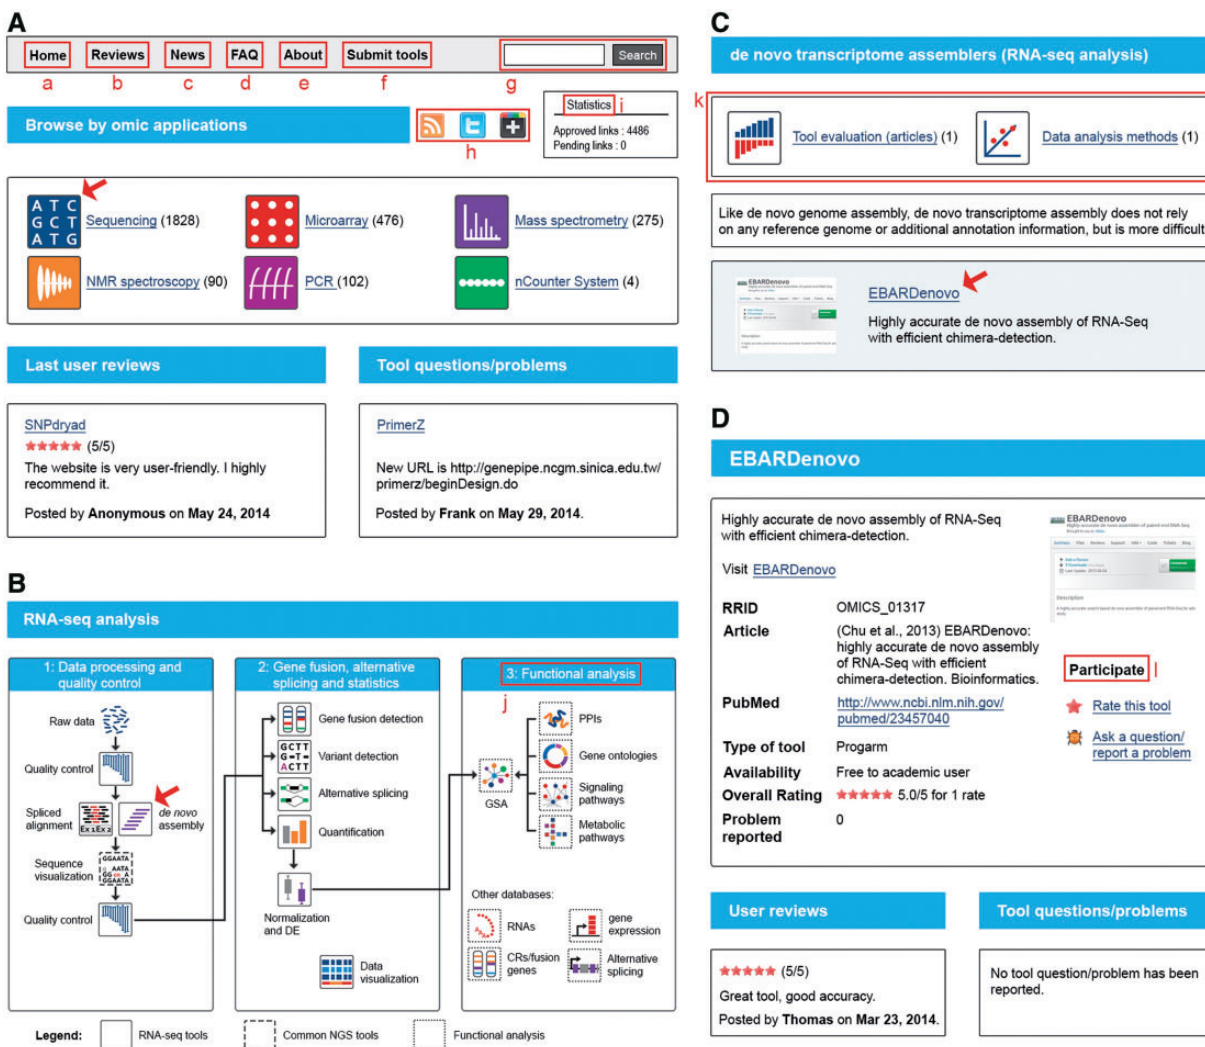 A
Home
Reviews
News
FAQ
About
Submit tools
Search
a
b
c
d
e
f
g
Browse by omic applications
h
Statistics
i
Approved links : 4486
Pending links : 0
A T C
G C T
A T G
Sequencing (1828)
Microarray (476)
Mass spectrometry (275)
NMR spectroscopy (90)
PCR (102)
nCounter System (4)
Last user reviews
SNPdryad
(5/5)
The website is very user-friendly. I highly
recommend it.
Posted by Anonymous on May 24, 2014
Tool questions/problems
PrimerZ
New URL is http://genepipe.ncgm.sinica.edu.tw/
primerz/beginDesign.do
Posted by Frank on May 29, 2014.
B
RNA-seq analysis
1: Data processing and
quality control
Raw data
Quality control
Spliced
alignment
Ex 1 Ex 2
de novo
assembly
Sequence
visualization
GGAATA
AATA
GG cn A
GGAATA
Quality control
2: Gene fusion, alternative
splicing and statistics
Gene fusion detection
GCTT
G=T=
ACTT
Variant detection
Alternative splicing
Quantification
Normalization
and DE
Data
visualization
3: Functional analysis
j
GSA
PPIs
Gene ontologies
Signaling
pathways
Metabolic
pathways
Other databases:
RNAs
gene
expression
CRs/fusion
genes
Alternative
splicing
Legend:
RNA-seq tools
Common NGS tools
Functional analysis
C
de novo transcriptome assemblers (RNA-seq analysis)
k
Tool evaluation (articles) (1)
Data analysis methods (1)
Like de novo genome assembly, de novo transcriptome assembly does not rely
on any reference genome or additional annotation information, but is more difficult
EBARDenovo
EBARDenovo
Highly accurate de novo assembly of RNA-Seq
with efficient chimera-detection.
Description
D
EBARDenovo
Highly accurate de novo assembly of RNA-Seq
with efficient chimera-detection.
Visit EBARDenovo
EBARDenovo
Description
RRID
OMICS_01317
Article
(Chu et al., 2013) EBARDenovo:
highly accurate de novo assembly
of RNA-Seq with efficient
chimera-detection. Bioinformatics.
PubMed
http://www.ncbi.nlm.nih.gov/
pubmed/23457040
Type of tool
Progarm
Availability
Free to academic user
Overall Rating
5.0/5 for 1 rate
Problem
reported
0
Participate
l
Rate this tool
Ask a question/
report a problem
User reviews
(5/5)
Great tool, good accuracy.
Posted by Thomas on Mar 23, 2014.
Tool questions/problems
No tool question/problem has been
reported.